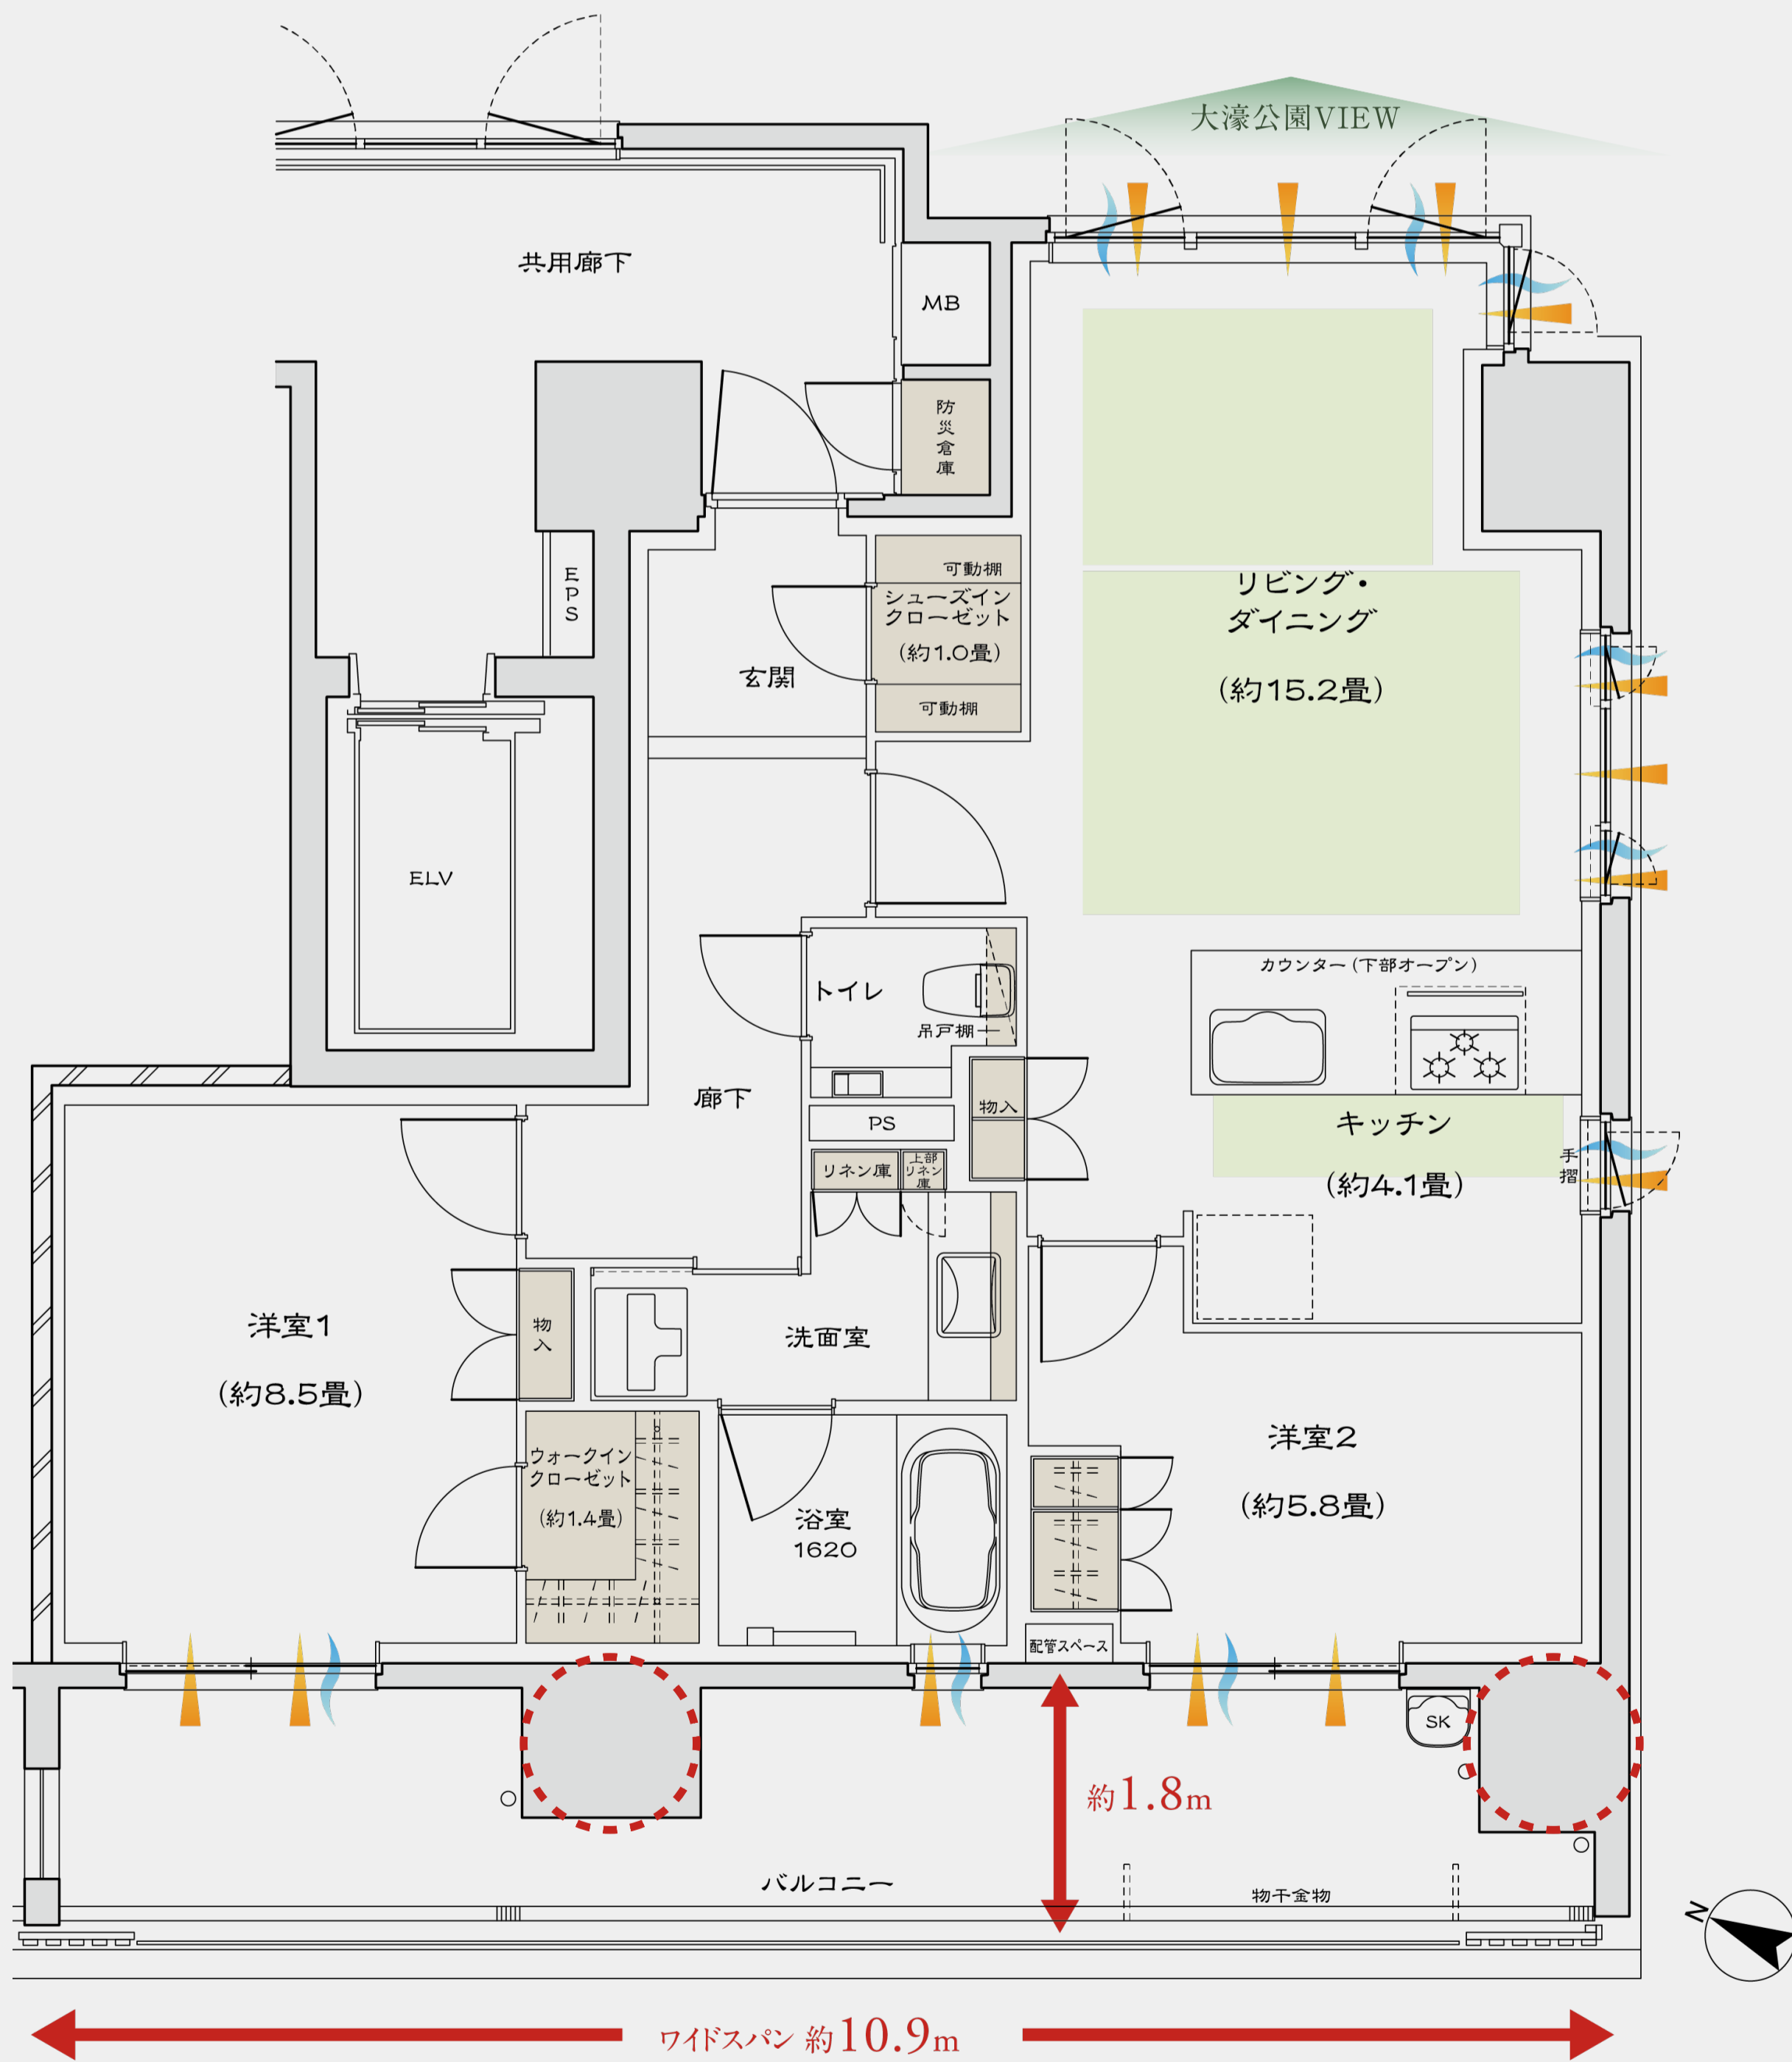 大濠公園VIEW
共用廊下
MB
防災倉庫
EPS
可動棚
シューズイン
クローゼット
(約1.0畳)
可動棚
リビング・
ダイニング
(約15.2畳)
玄関
ELV
カウンター(下部オープン)
トイレ
吊戸棚
廊下
物入
PS
キッチン
(約4.1畳)
手摺
リネン庫
上部
リネン
庫
洋室1
(約8.5畳)
物入
洗面室
ウォークイン
クローゼット
(約1.4畳)
浴室
1620
洋室2
(約5.8畳)
配管スペース
SK
約1.8m
バルコニー
物干金物
N
ワイドスパン 約10.9m